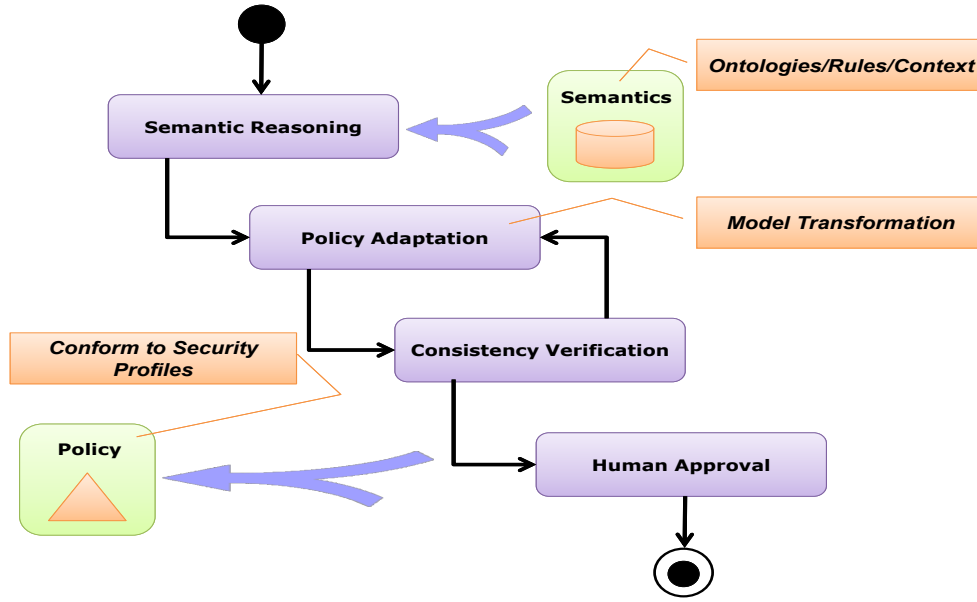 Ontologies/Rules/Context
Semantics
Semantic Reasoning
Model Transformation
Policy Adaptation
Conform to Security
Profiles
Consistency Verification
Policy
Human Approval